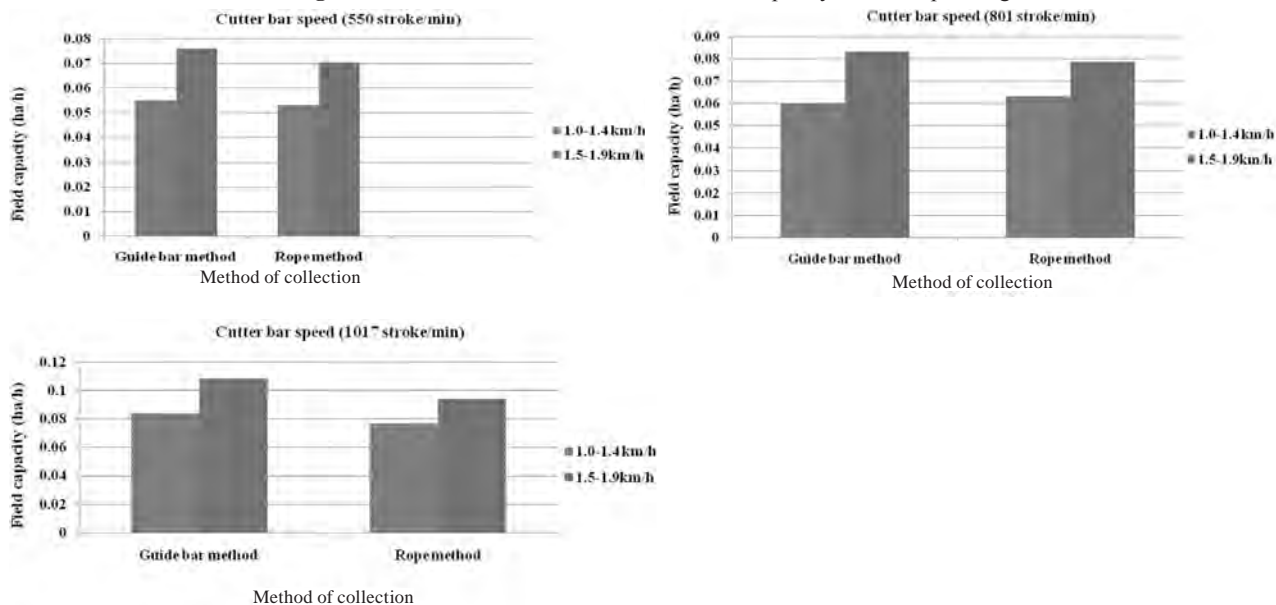 Cutter bar speed (550 stroke/min)
0.08
0.07
0.06
0.05
0.04
0.03
0.02
0.01
0
Field capacity (ha/h)
Guide bar method Rope method
Method of collection
1.0-1.4km/h
1.5-1.9km/h
Cutter bar speed (801 stroke/min)
0.09
0.08
0.07
0.06
0.05
0.04
0.03
0.02
0.01
0
Field capacity (ha/h)
Guide bar method Rope method
Method of collection
1.0-1.4km/h
1.5-1.9km/h
Cutter bar speed (1017 stroke/min)
0.12
0.1
0.08
0.06
0.04
0.02
0
Field capacity (ha/h)
Guide bar method Rope method
Method of collection
1.0-1.4km/h
1.5-1.9km/h